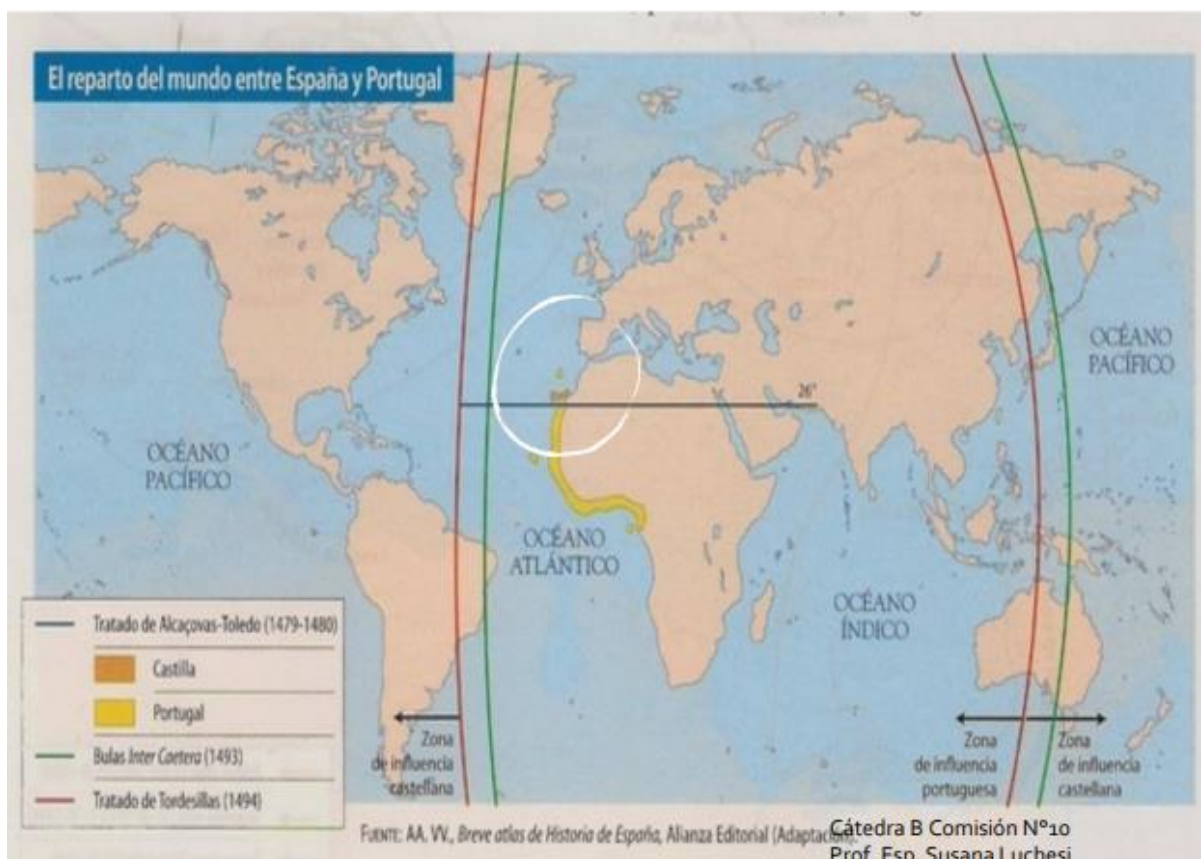 El reparto del mundo entre España y Portugal
26°
OCÉANO
PACÍFICO
OCÉANO
PACÍFICO
OCÉANO
ATLÁNTICO
OCÉANO
ÍNDICO
Tratado de Alcaçovas-Toledo (1479-1480)
Castilla
Portugal
Bulas Inter Caetera (1493)
Tratado de Tordesillas (1494)
Zona
de influencia
castellana
Zona
de influencia
portuguesa
Zona
de influencia
castellana
FUENTE: AA. VV., Breve atlas de Historia de España, Alianza Editorial (Adaptación).
Cátedra B Comisión Nº10
Prof. Esp. Susana Luchesi